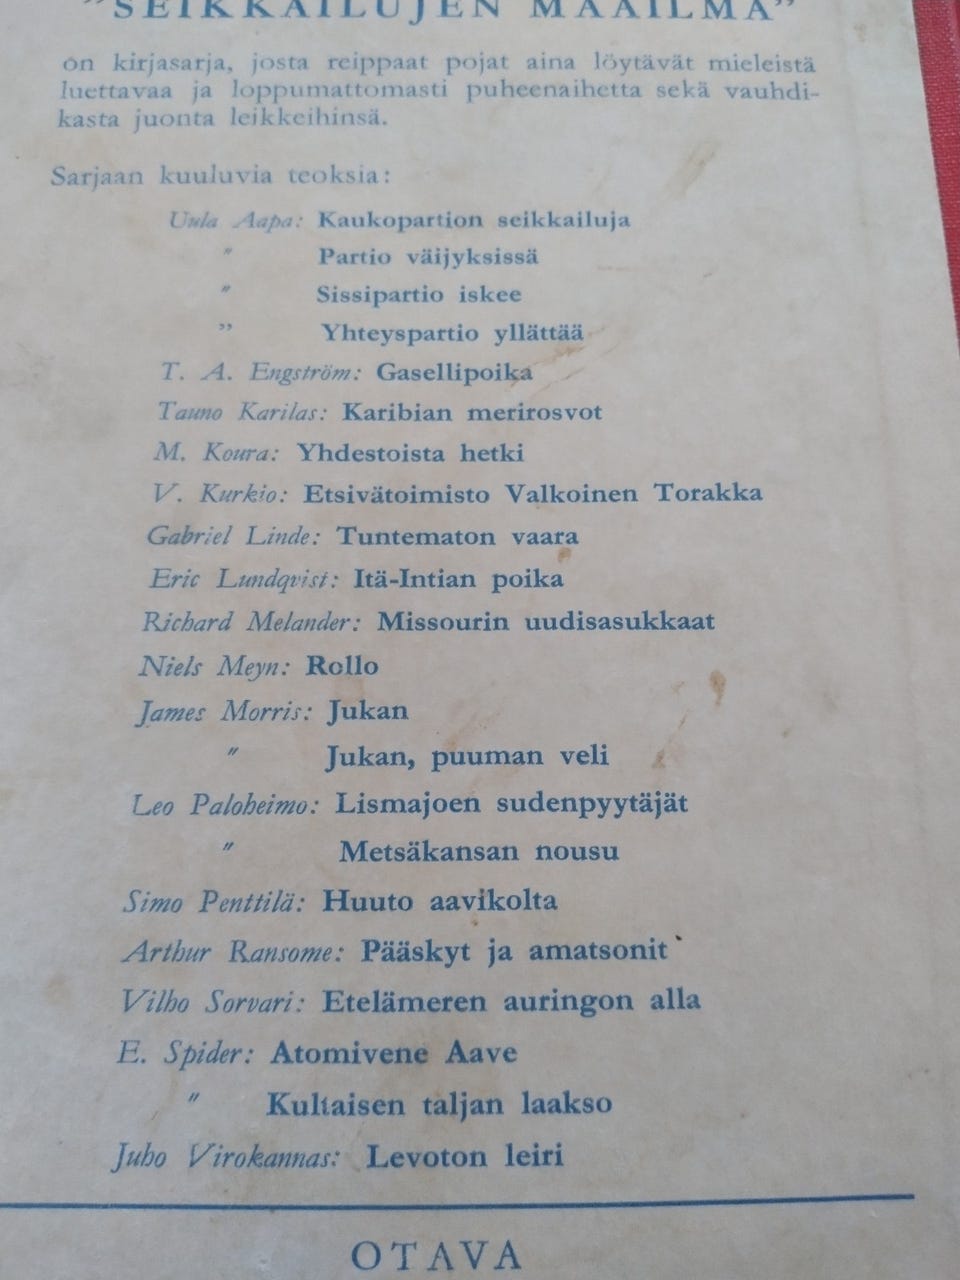 "SEIKKAILUJEN MAAILMA"
on kirjasarja, josta reippaat pojat aina löytävät mieleistä
luettavaa ja loppumattomasti puheenaihetta sekä vauhdi-
kasta juonta leikkeihinsä.
Sarjaan kuuluvia teoksia:
Uula Aapa: Kaukopartion seikkailuja
" Partio väijyksissä
" Sissipartio iskee
" Yhteyspartio yllättää
T. A. Engström: Gasellipoika
Tauno Karilas: Karibian merirosvot
M. Koura: Yhdestoista hetki
V. Kurkio: Etsivätoimisto Valkoinen Torakka
Gabriel Linde: Tuntematon vaara
Eric Lundqvist: Itä-Intian poika
Richard Melander: Missourin uudisasukkaat
Niels Meyn: Rollo
James Morris: Jukan
" Jukan, puuman veli
Leo Paloheimo: Lismajoen sudenpyytäjät
" Metsäkansan nousu
Simo Penttilä: Huuto aavikolta
Arthur Ransome: Pääskyt ja amatsonit
Vilho Sorvari: Etelämeren auringon alla
E. Spider: Atomivene Aave
" Kultaisen taljan laakso
Juho Virokannas: Levoton leiri
OTAVA